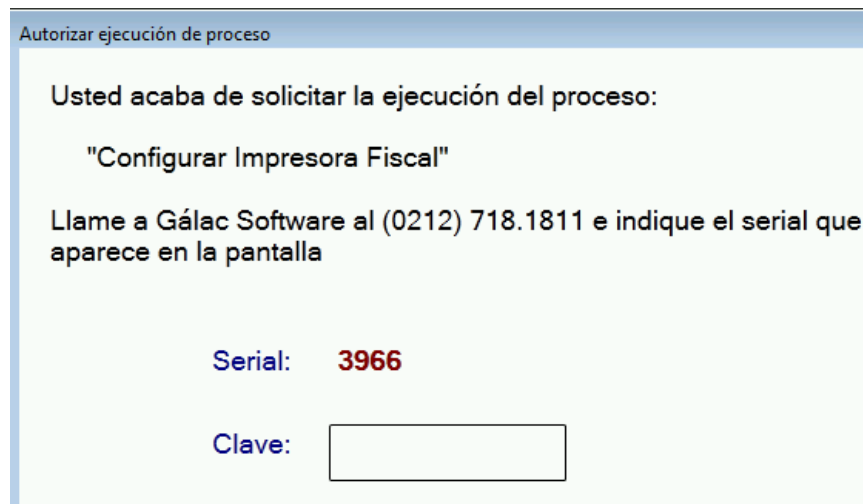 Autorizar ejecución de proceso
Usted acaba de solicitar la ejecución del proceso:
"Configurar Impresora Fiscal"
Llame a Gálac Software al (0212) 718.1811 e indique el serial que
aparece en la pantalla
Serial: 3966
Clave: